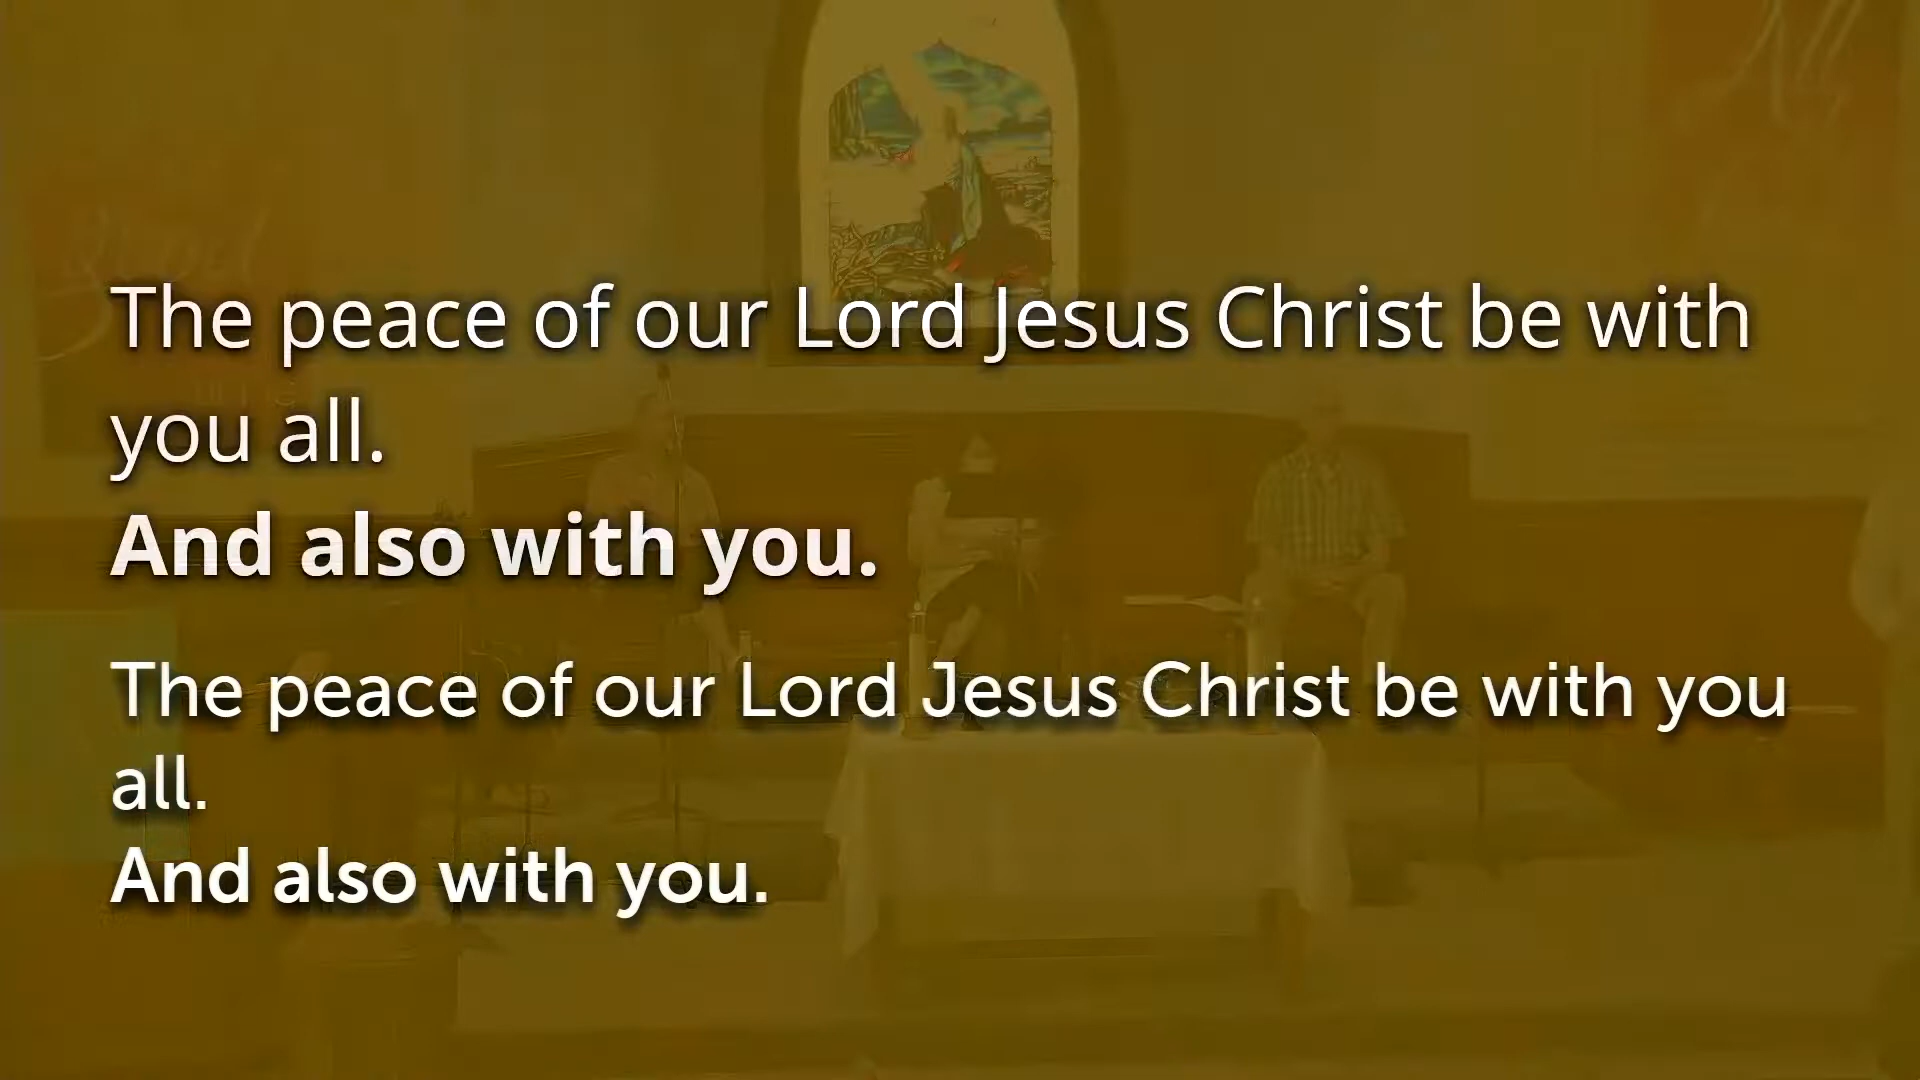 The peace of our Lord Jesus Christ be with
you all.
And also with you.
The peace of our Lord Jesus Christ be with you
all.
And also with you.